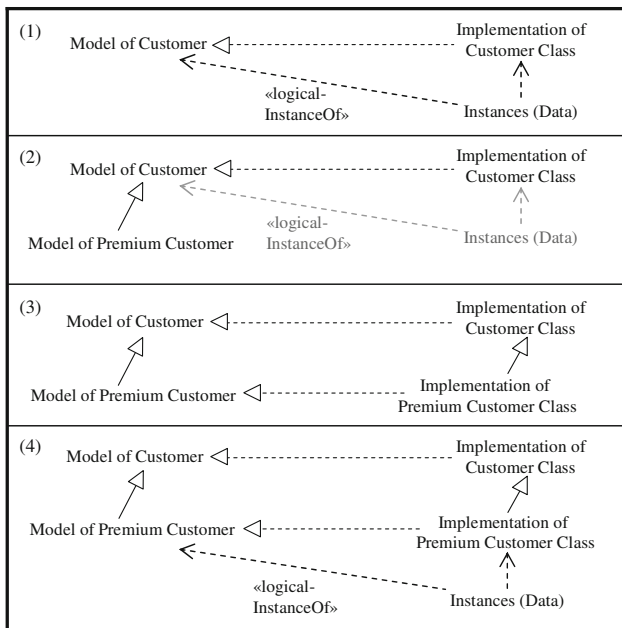 (1)
Model of Customer
Implementation of
Customer Class
«logical-
InstanceOf»
Instances (Data)
(2)
Model of Customer
Implementation of
Customer Class
«logical-
InstanceOf»
Instances (Data)
Model of Premium Customer
(3)
Model of Customer
Implementation of
Customer Class
Model of Premium Customer
Implementation of
Premium Customer Class
(4)
Model of Customer
Implementation of
Customer Class
Model of Premium Customer
Implementation of
Premium Customer Class
«logical-
InstanceOf»
Instances (Data)